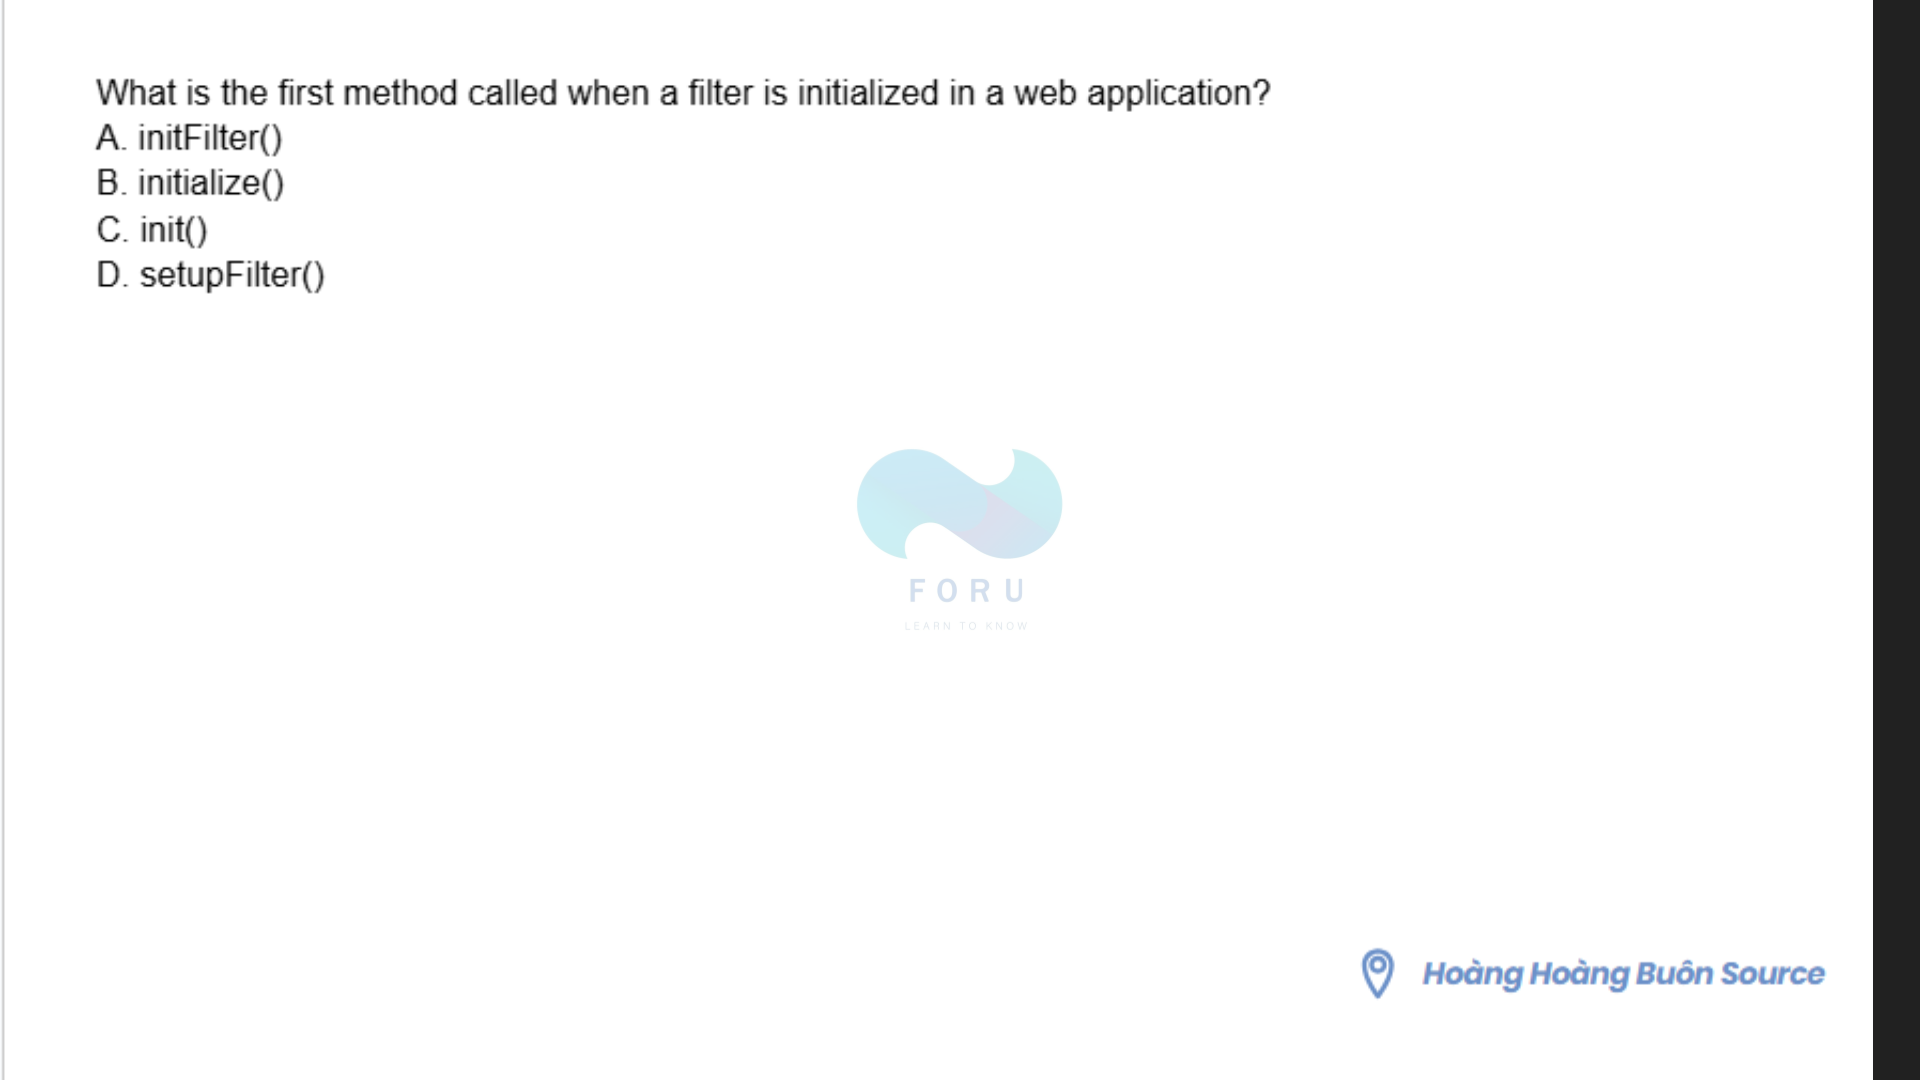 What is the first method called when a filter is initialized in a web application?
A. initFilter()
B. initialize()
C. init()
D. setupFilter()
FORU
LEARN TO KNOW
Hoàng Hoàng Buôn Source